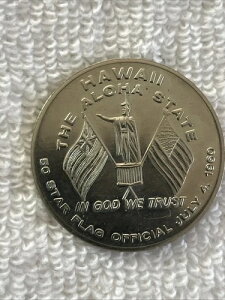 HAWAII
THE ALOHA STATE
IN GOD WE TRUST
50 STAR FLAG OFFICIAL JULY 4, 1960